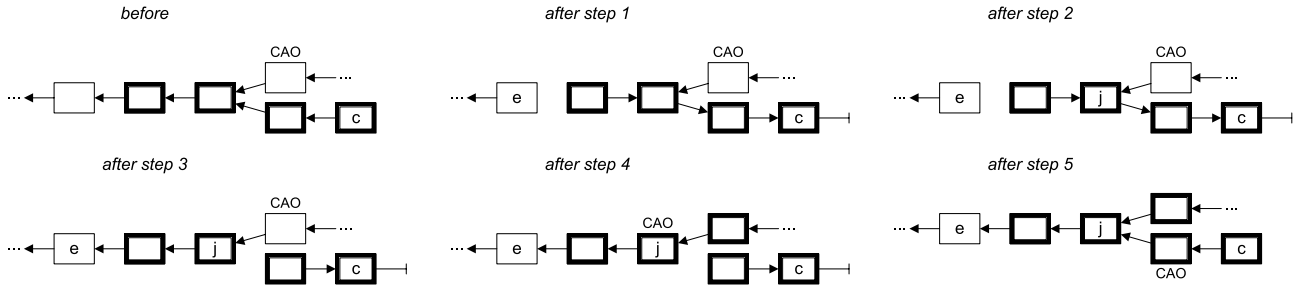 before after step 1 after step 2
CAO CAO CAO
... ... ... ... ... ...
e j
c c c
after step 3 after step 4 after step 5
CAO CAO
... e j ... ... e j ... ... e j ...
c c c
CAO